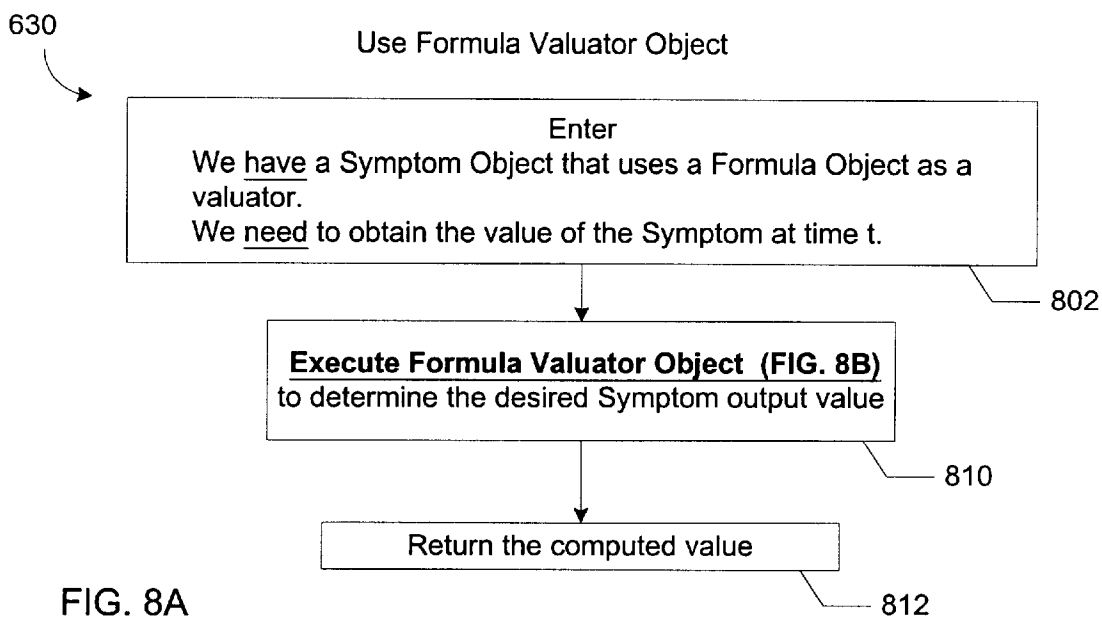 630
Use Formula Valuator Object
Enter
We have a Symptom Object that uses a Formula Object as a
valuator.
We need to obtain the value of the Symptom at time t.
802
Execute Formula Valuator Object (FIG. 8B)
to determine the desired Symptom output value
810
Return the computed value
812
FIG. 8A